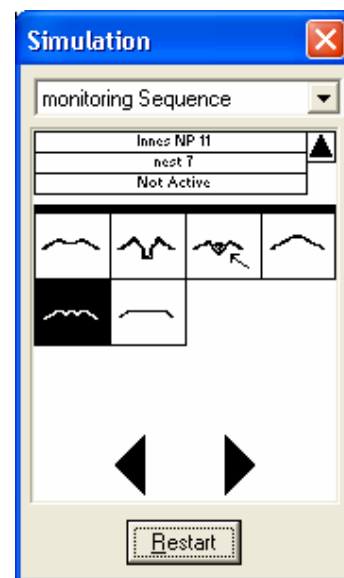 Simulation
monitoring Sequence
Innes NP 11
nest 7
Not Active
Restart